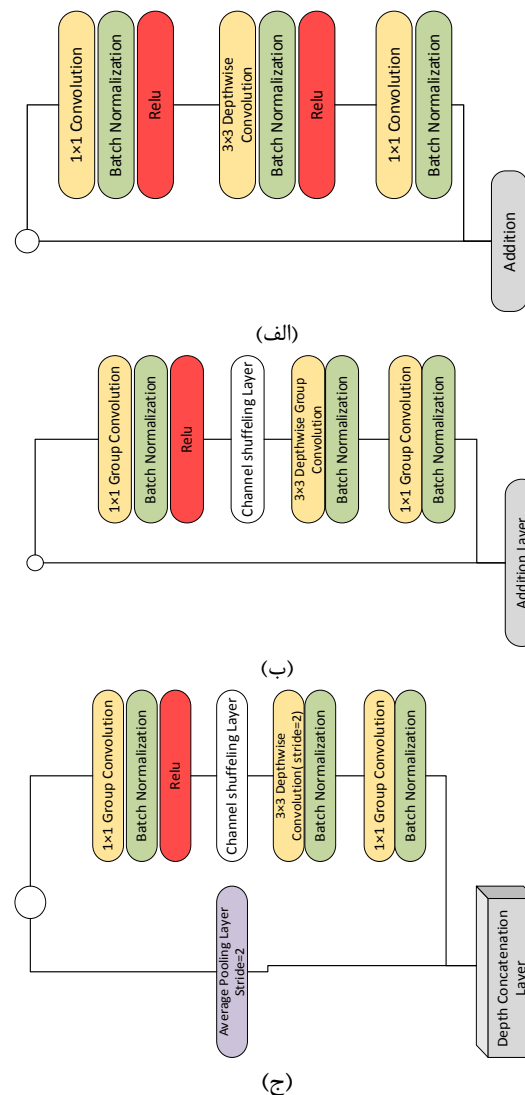 1×1 Convolution
Batch Normalization
Relu
3×3 Depthwise
Convolution
Batch Normalization
Relu
1×1 Convolution
Batch Normalization
Addition
(الف)
1×1 Group Convolution
Batch Normalization
Relu
Channel shuffeling Layer
3×3 Depthwise Group
Convolution
Batch Normalization
1×1 Group Convolution
Batch Normalization
Addition Layer
(ب)
1×1 Group Convolution
Batch Normalization
Relu
Channel shuffeling Layer
3×3 Depthwise
Convolution( stride=2)
Batch Normalization
1×1 Group Convolution
Batch Normalization
Average Pooling Layer
Stride=2
Depth Concatenation
Layer
(ج)